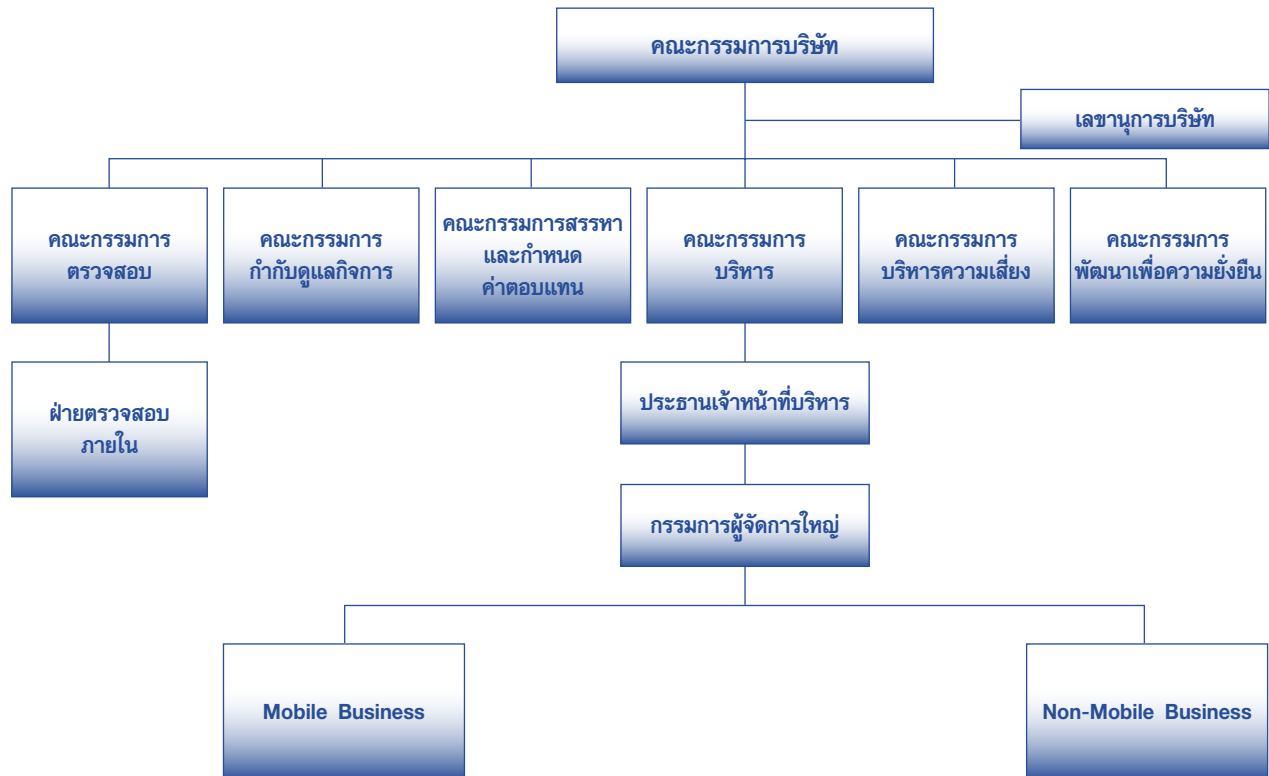 คณะกรรมการบริษัท
เลขานุการบริษัท
คณะกรรมการ
ตรวจสอบ
คณะกรรมการ
กำกับดูแลกิจการ
คณะกรรมการสรรหา
และกำหนด
ค่าตอบแทน
คณะกรรมการ
บริหาร
คณะกรรมการ
บริหารความเสี่ยง
คณะกรรมการ
พัฒนาเพื่อความยั่งยืน
ฝ่ายตรวจสอบ
ภายใน
ประธานเจ้าหน้าที่บริหาร
กรรมการผู้จัดการใหญ่
Mobile Business
Non-Mobile Business